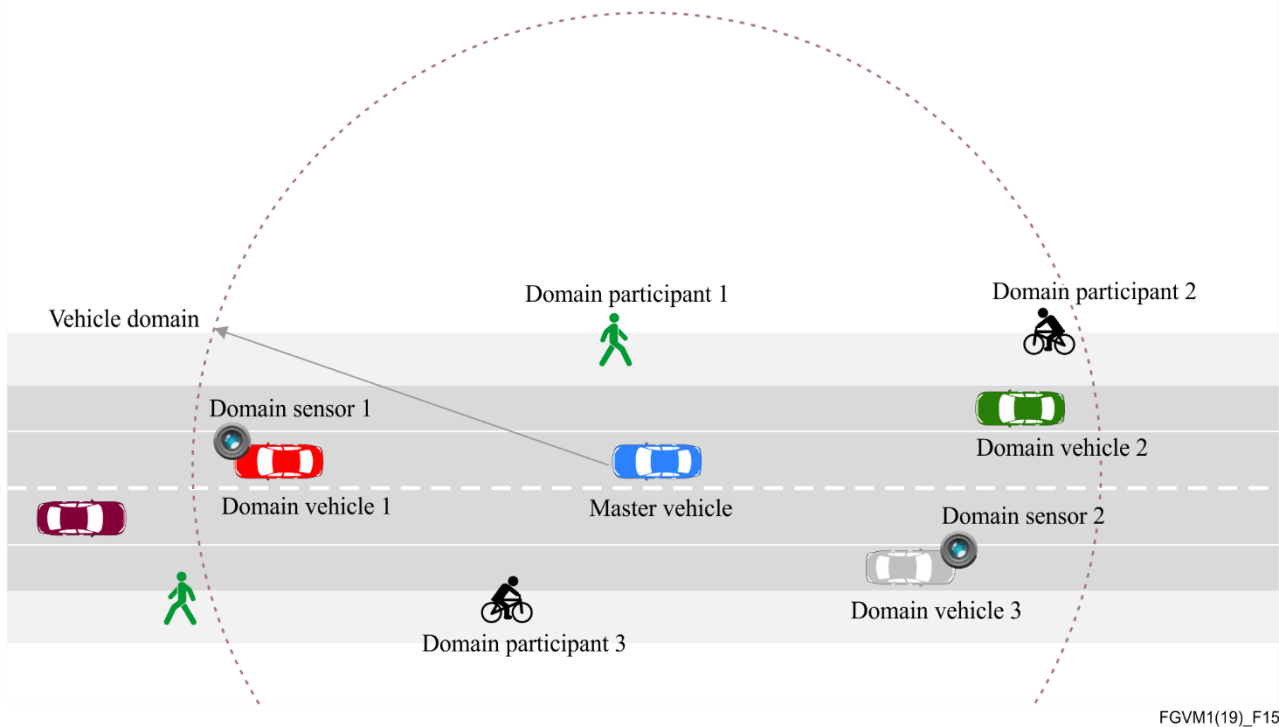 Domain participant 1
Domain participant 2
Vehicle domain
Domain sensor 1
Domain vehicle 2
Domain vehicle 1
Master vehicle
Domain sensor 2
Domain vehicle 3
Domain participant 3
FGVM1(19)_F15